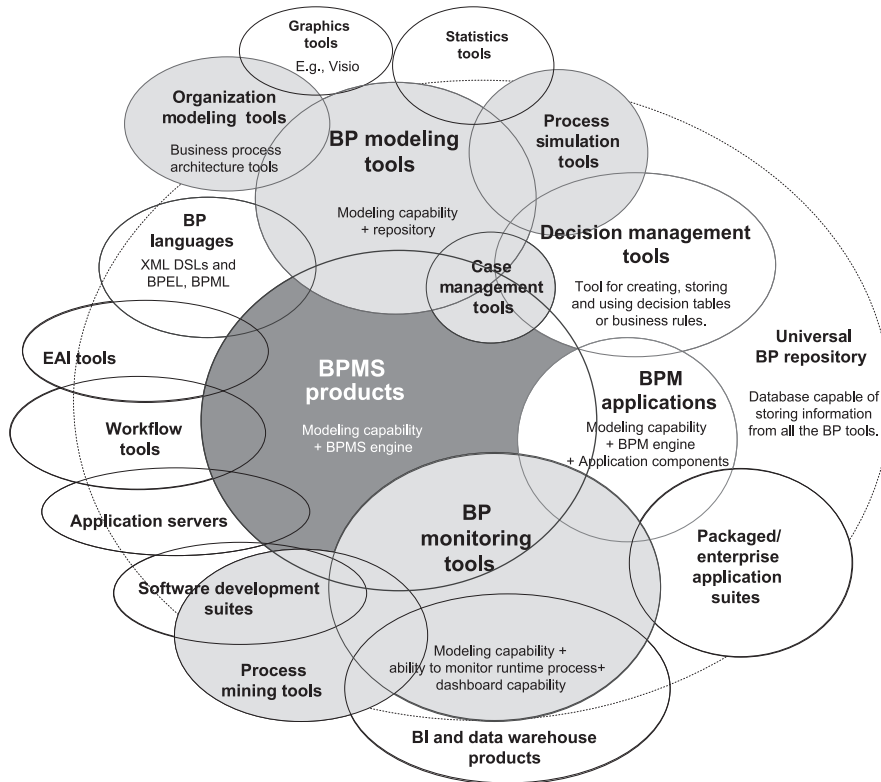 Graphics
tools
E.g., Visio
Statistics
tools
Organization
modeling tools
Business process
architecture tools
BP modeling
tools
Modeling capability
+ repository
Process
simulation
tools
BP
languages
XML DSLs and
BPEL, BPML
Case
management
tools
Decision management
tools
Tool for creating, storing
and using decision tables
or business rules.
EAI tools
BPMS
products
Modeling capability
+ BPMS engine
BPM
applications
Modeling capability
+ BPM engine
+ Application components
Universal
BP repository
Database capable of
storing information
from all the BP tools.
Workflow
tools
Application servers
BP
monitoring
tools
Modeling capability +
ability to monitor runtime process+
dashboard capability
Packaged/
enterprise
application
suites
Software development
suites
Process
mining tools
BI and data warehouse
products